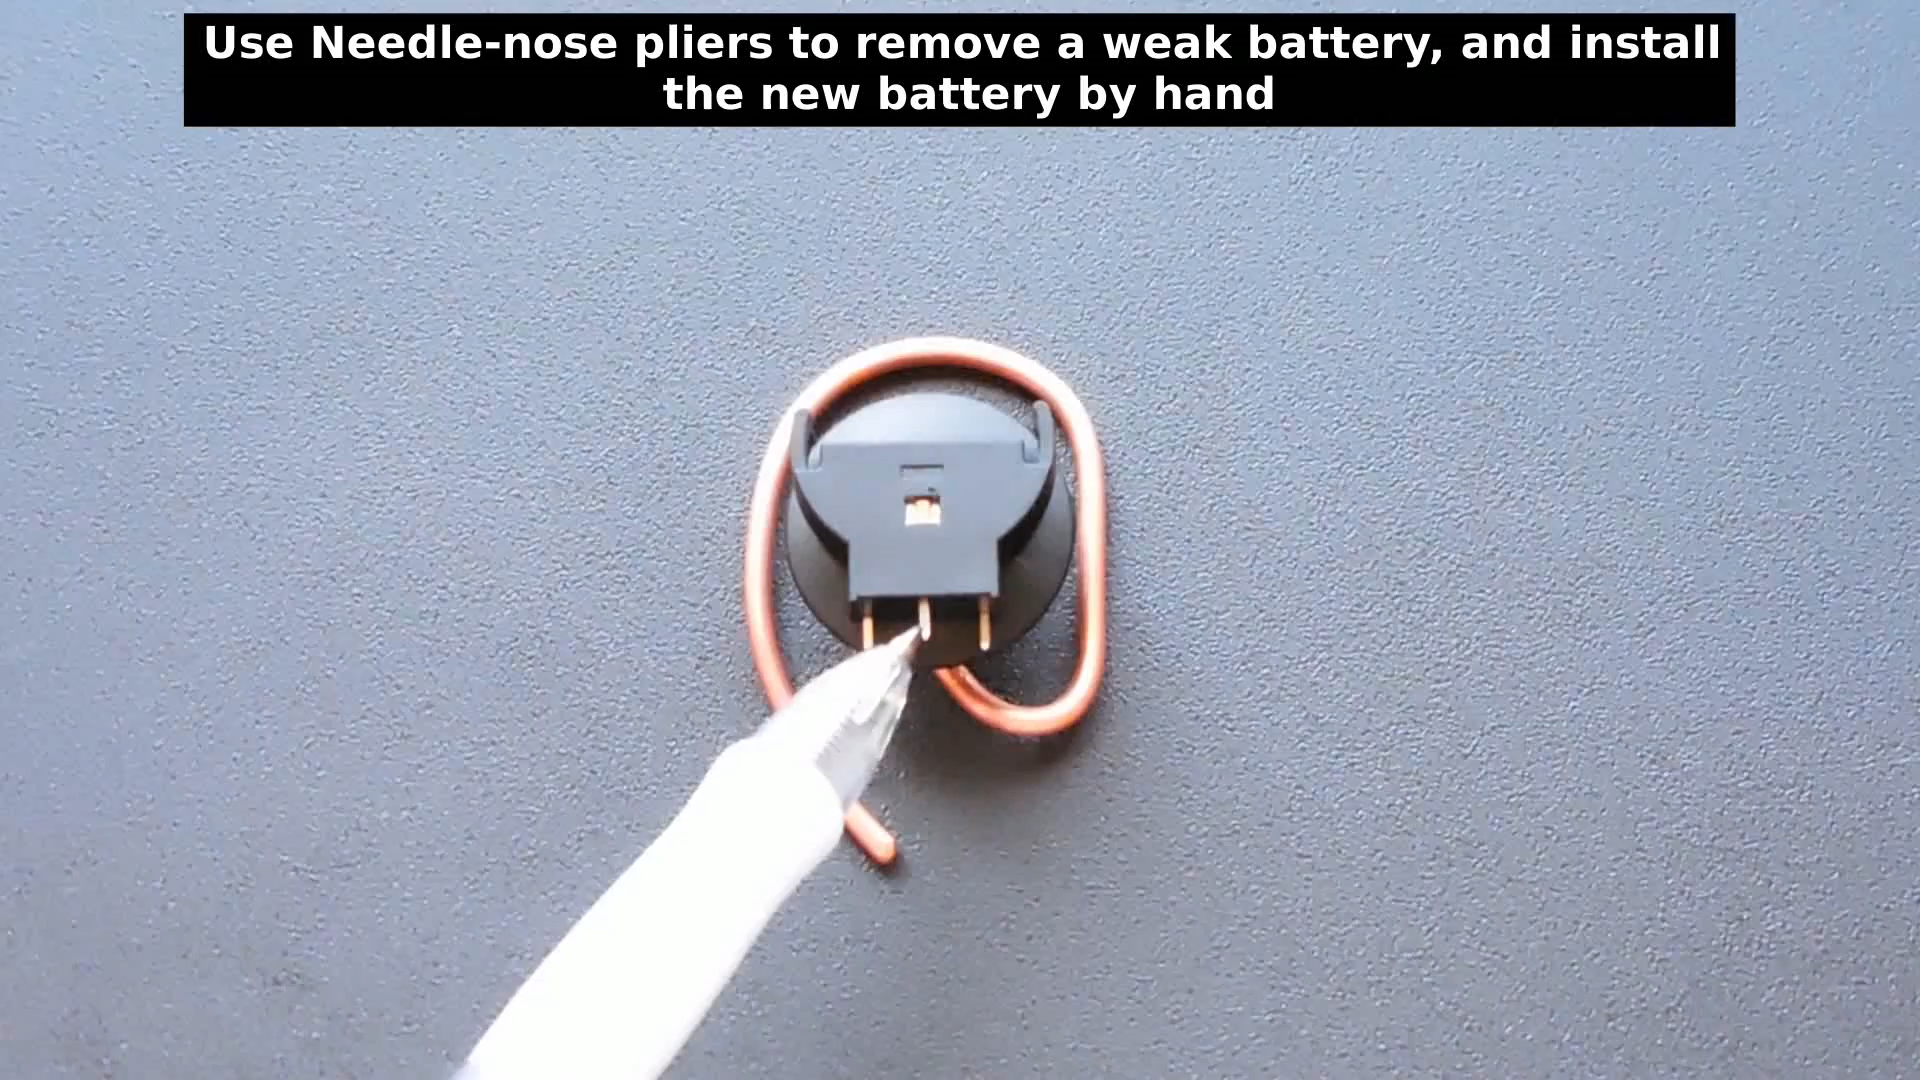 Use Needle-nose pliers to remove a weak battery, and install
the new battery by hand